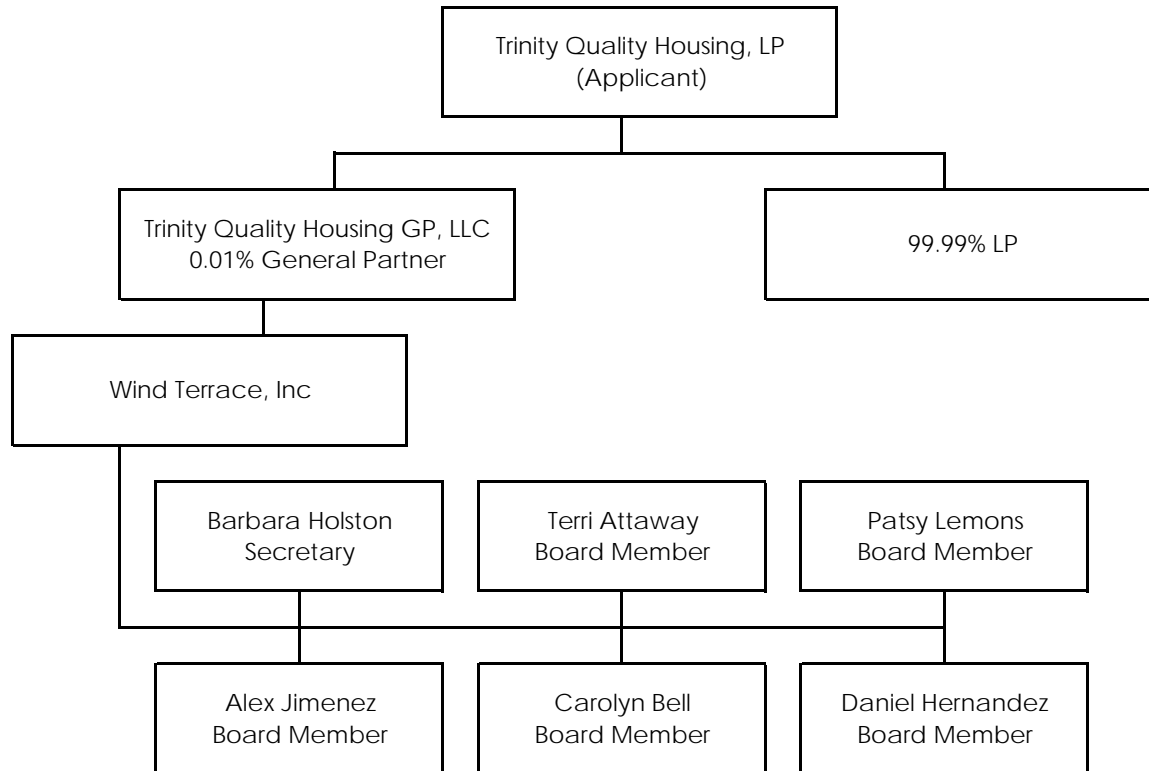 Trinity Quality Housing, LP
(Applicant)
Trinity Quality Housing GP, LLC
0.01% General Partner
99.99% LP
Wind Terrace, Inc
Barbara Holston
Secretary
Terri Attaway
Board Member
Patsy Lemons
Board Member
Alex Jimenez
Board Member
Carolyn Bell
Board Member
Daniel Hernandez
Board Member